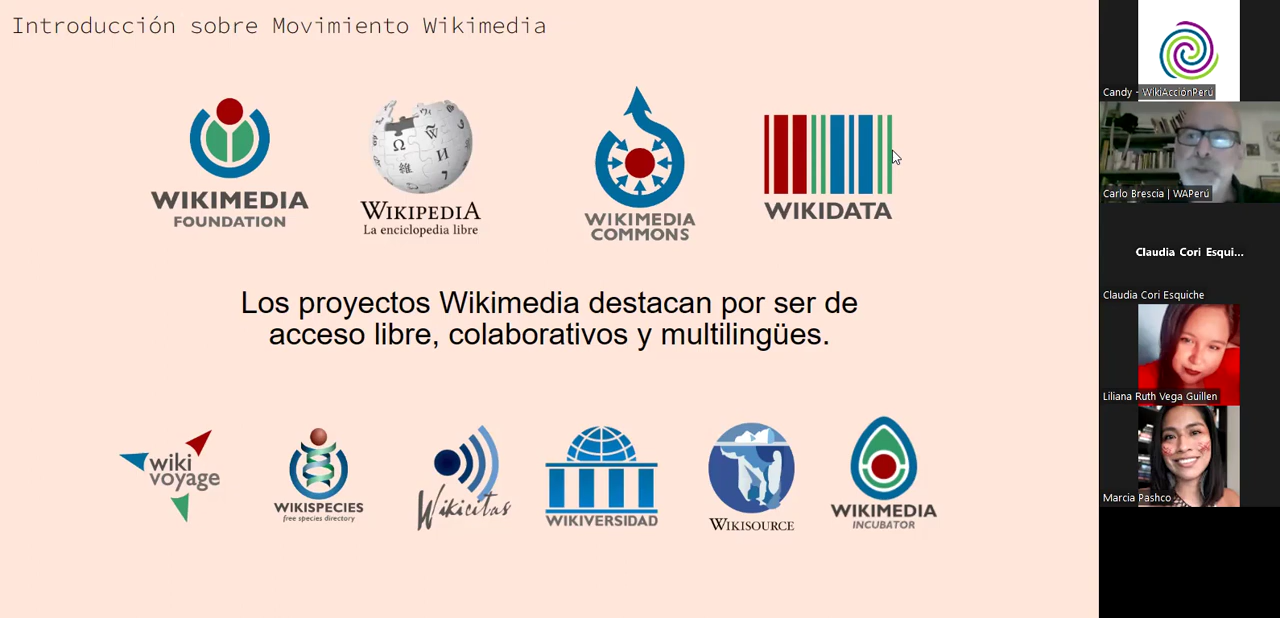 Introducción sobre Movimiento Wikimedia
WIKIMEDIA
FOUNDATION
WIKIPEDIA
La enciclopedia libre
WIKIMEDIA
COMMONS
WIKIDATA
Los proyectos Wikimedia destacan por ser de
acceso libre, colaborativos y multilingües.
wiki
voyage
WIKISPECIES
free species directory
Wikicitas
WIKIVERSIDAD
WIKISOURCE
WIKIMEDIA
INCUBATOR
Candy - WikiAcciónPerú
Carlo Brescia | WAPerú
Claudia Cori Esqui...
Claudia Cori Esquiche
Liliana Ruth Vega Guillen
Marcia Pashco